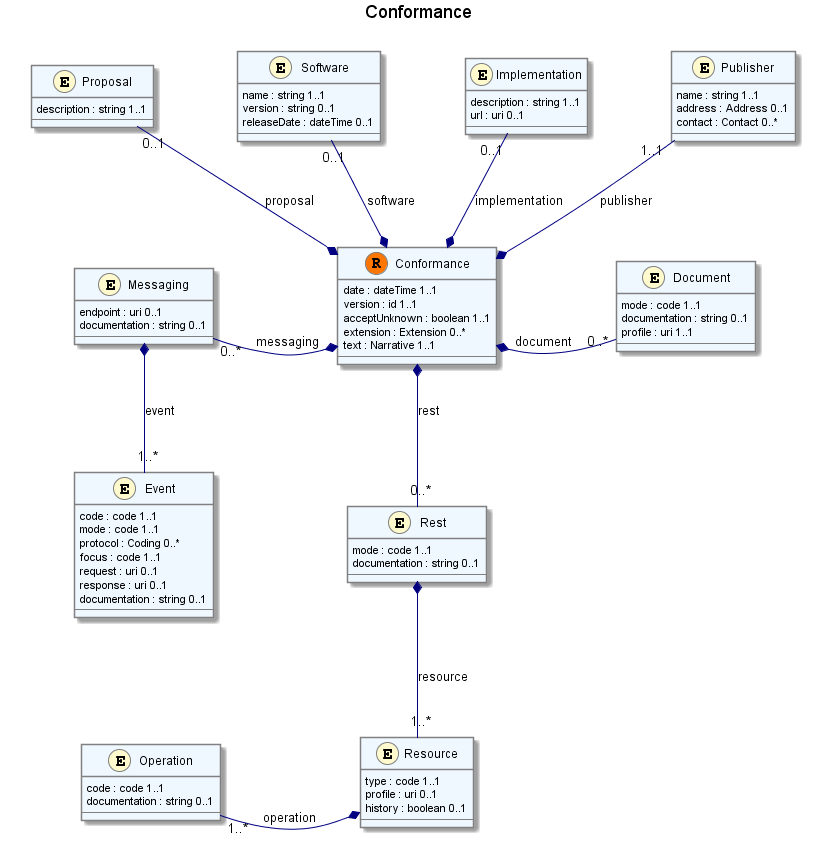 Conformance
E Proposal
description : string 1..1
E Software
name : string 1..1
version : string 0..1
releaseDate : dateTime 0..1
E Implementation
description : string 1..1
url : uri 0..1
E Publisher
name : string 1..1
address : Address 0..1
contact : Contact 0..*
0..1
0..1
0..1
1..1
proposal
software
implementation
publisher
R Conformance
date : dateTime 1..1
version : id 1..1
acceptUnknown : boolean 1..1
extension : Extension 0..*
text : Narrative 1..1
E Messaging
endpoint : uri 0..1
documentation : string 0..1
E Document
mode : code 1..1
documentation : string 0..1
profile : uri 1..1
0..*
messaging
document
0..*
event
rest
1..*
0..*
E Event
code : code 1..1
mode : code 1..1
protocol : Coding 0..*
focus : code 1..1
request : uri 0..1
response : uri 0..1
documentation : string 0..1
E Rest
mode : code 1..1
documentation : string 0..1
resource
1..*
E Operation
code : code 1..1
documentation : string 0..1
E Resource
type : code 1..1
profile : uri 0..1
history : boolean 0..1
1..*
operation